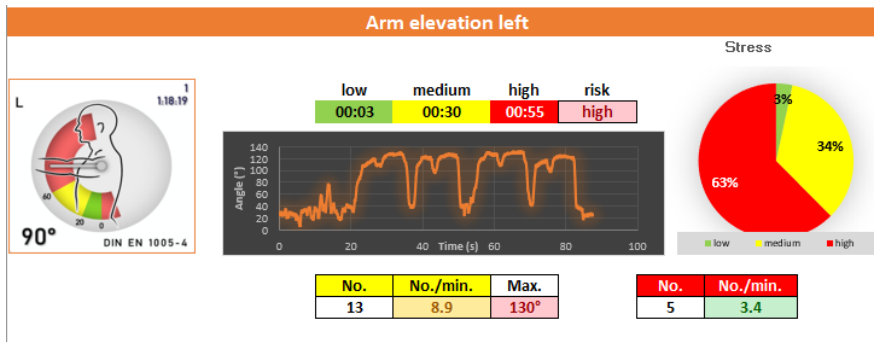 Arm elevation left
Stress
L
1
1:18:19
60
20
0
90°
DIN EN 1005-4
low medium high risk
00:03 00:30 00:55 high
140
120
100
80
60
40
20
0
Angle (°)
0 20 40 60 80 100
Time (s)
3%
34%
63%
low medium high
No. No./min. Max.
13 8.9 130°
No. No./min.
5 3.4